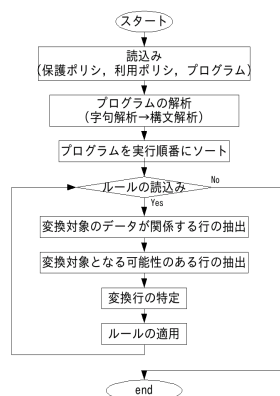 スタート
読込み
(保護ポリシ，利用ポリシ，プログラム)
プログラムの解析
(字句解析→構文解析)
プログラムを実行順番にソート
ルールの読込み
No
Yes
変換対象のデータが関係する行の抽出
変換対象となる可能性のある行の抽出
変換行の特定
ルールの適用
end